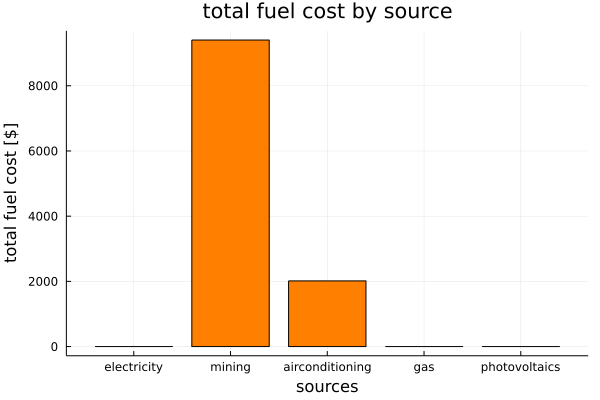 total fuel cost by source
total fuel cost [$]
8000
6000
4000
2000
0
electricity
mining
airconditioning
gas
photovoltaics
sources